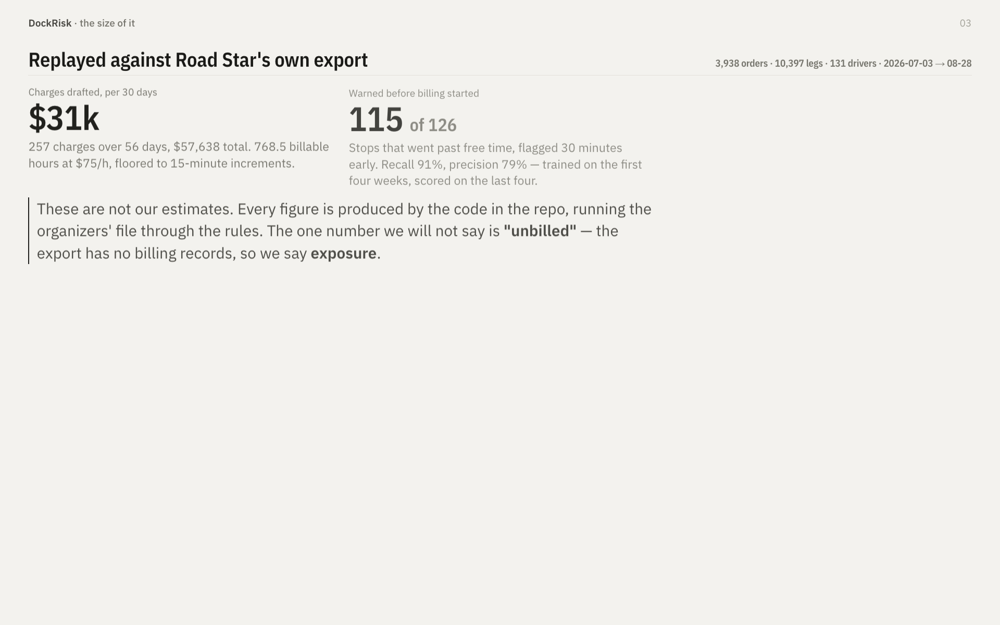 DockRisk · the size of it
03
Replayed against Road Star's own export
3,938 orders · 10,397 legs · 131 drivers · 2026-07-03 → 08-28
Charges drafted, per 30 days
$31k
257 charges over 56 days, $57,638 total. 768.5 billable
hours at $75/h, floored to 15-minute increments.
Warned before billing started
115 of 126
Stops that went past free time, flagged 30 minutes
early. Recall 91%, precision 79% — trained on the first
four weeks, scored on the last four.
These are not our estimates. Every figure is produced by the code in the repo, running the
organizers' file through the rules. The one number we will not say is "unbilled" — the
export has no billing records, so we say exposure.